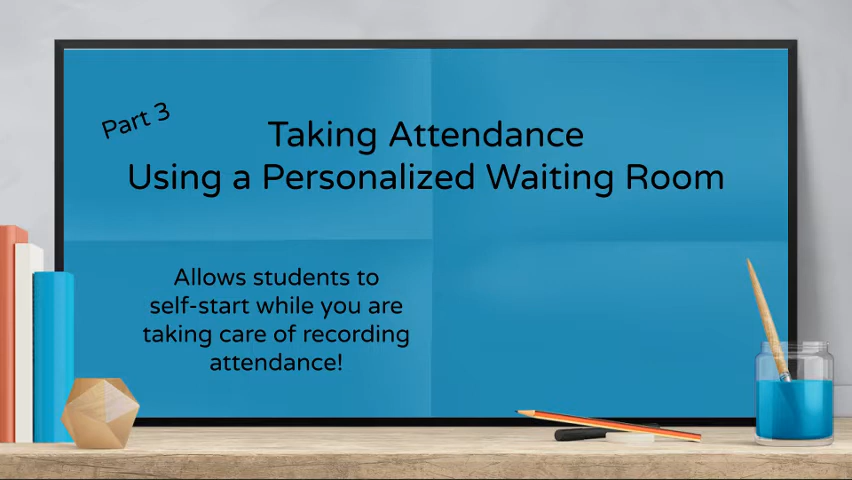 Part 3
Taking Attendance
Using a Personalized Waiting Room
Allows students to
self-start while you are
taking care of recording
attendance!